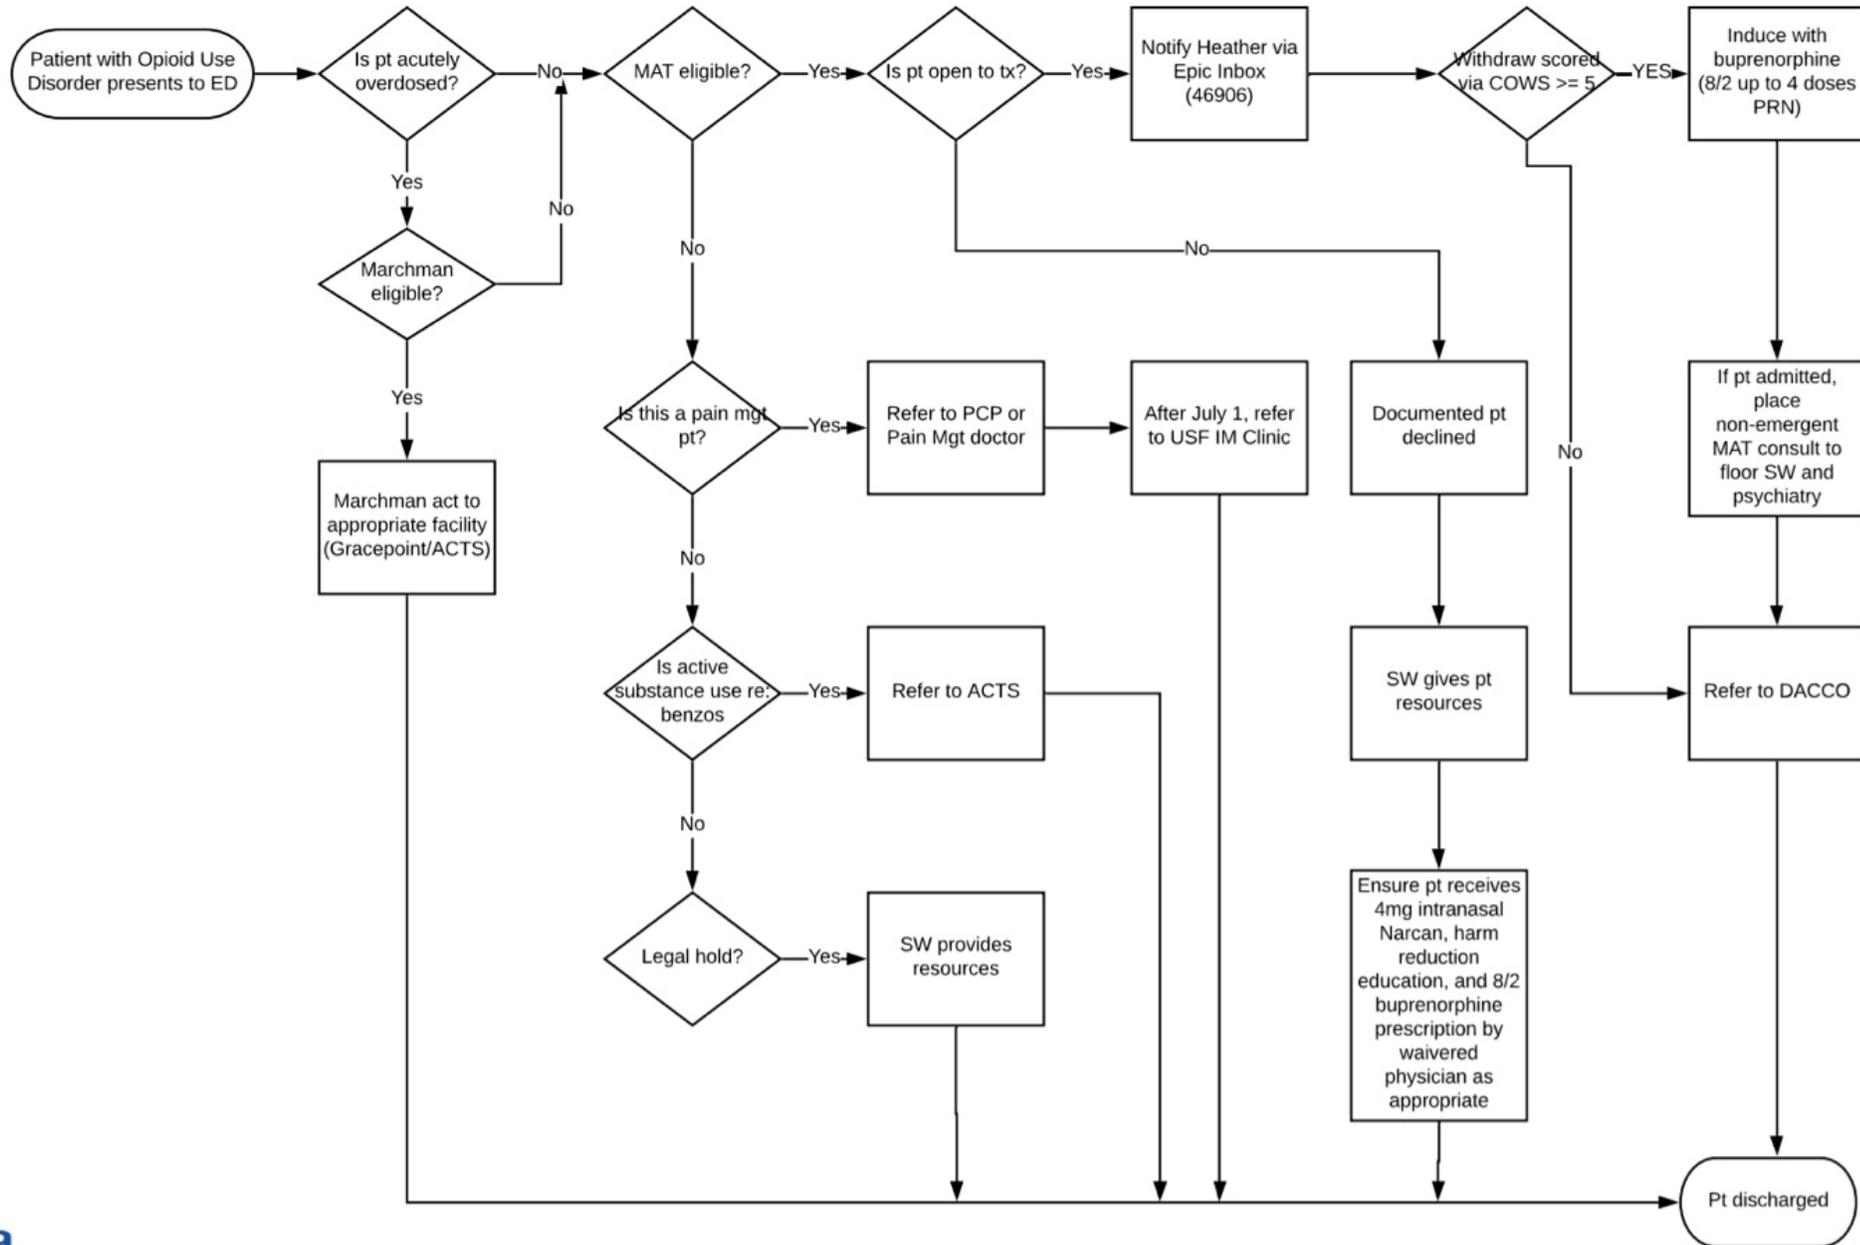 Patient with Opioid Use
Disorder presents to ED
Is pt acutely
overdosed?
No
MAT eligible?
Yes
Is pt open to tx?
Yes
Notify Heather via
Epic Inbox
(46906)
Withdraw scored
via COWS >= 5
YES
Induce with
buprenorphine
(8/2 up to 4 doses
PRN)
Yes
No
No
No
Marchman
eligible?
Yes
Is this a pain mgt
pt?
Yes
Refer to PCP or
Pain Mgt doctor
After July 1, refer
to USF IM Clinic
Documented pt
declined
No
If pt admitted,
place
non-emergent
MAT consult to
floor SW and
psychiatry
Marchman act to
appropriate facility
(Gracepoint/ACTS)
No
Is active
substance use re:
benzos
Yes
Refer to ACTS
SW gives pt
resources
Refer to DACCO
No
Legal hold?
Yes
SW provides
resources
Ensure pt receives
4mg intranasal
Narcan, harm
reduction
education, and 8/2
buprenorphine
prescription by
waivered
physician as
appropriate
Pt discharged
a